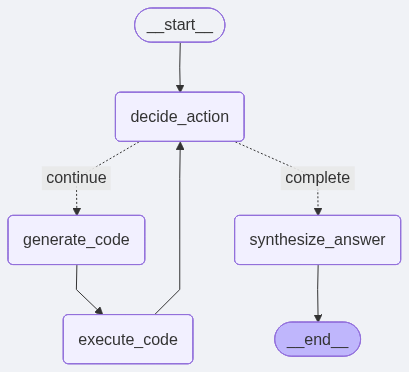 __start__
decide_action
continue
complete
generate_code
synthesize_answer
execute_code
__end__